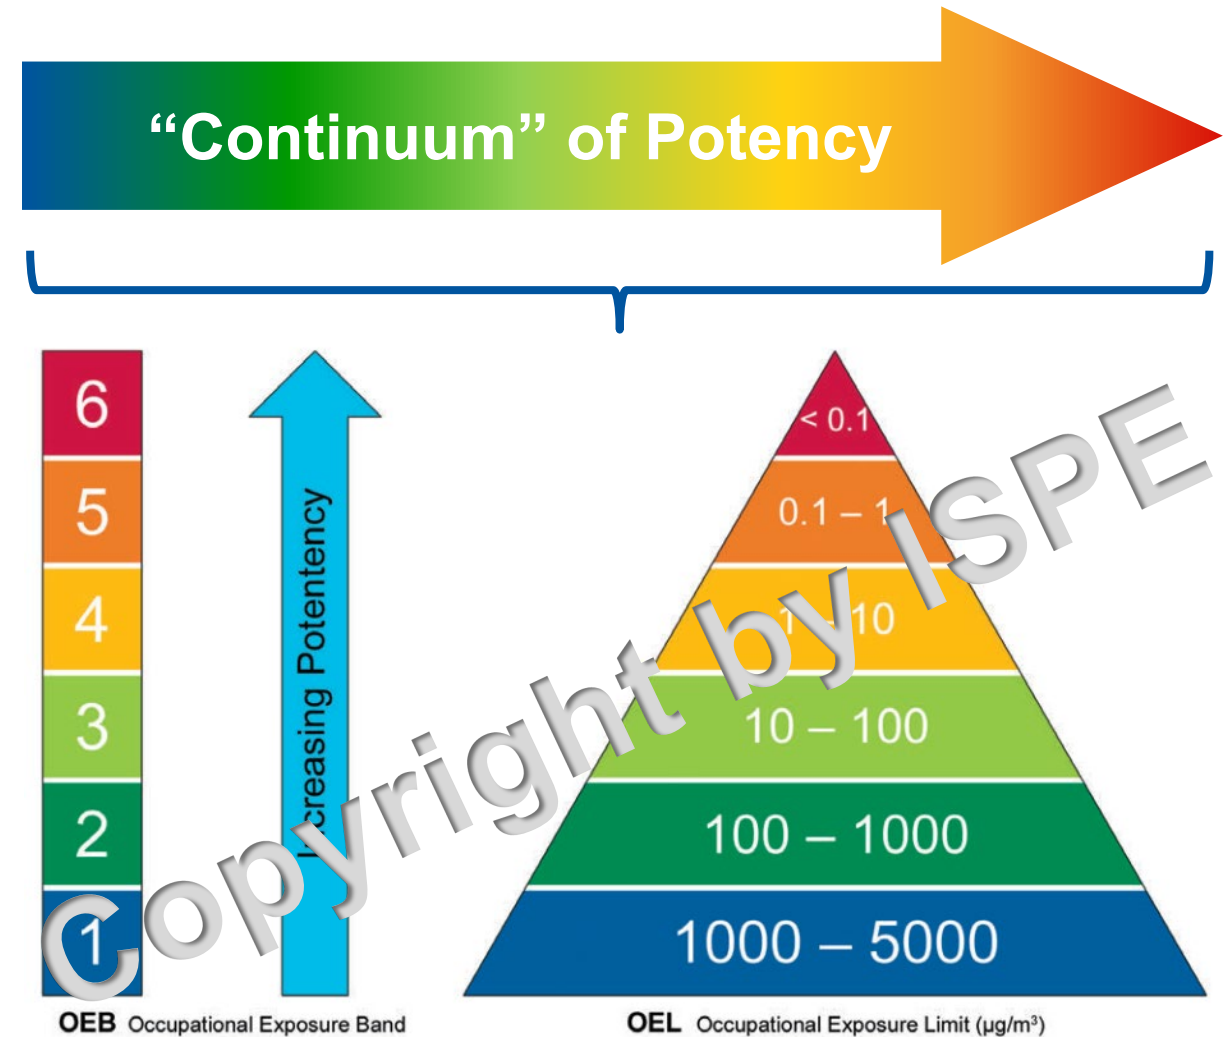 “Continuum” of Potency
6
5
4
3
2
1
Increasing Potentency
< 0.1
0.1 – 1
1 – 10
10 – 100
100 – 1000
1000 – 5000
OEB Occupational Exposure Band
OEL Occupational Exposure Limit (µg/m³)
Copyright by ISPE